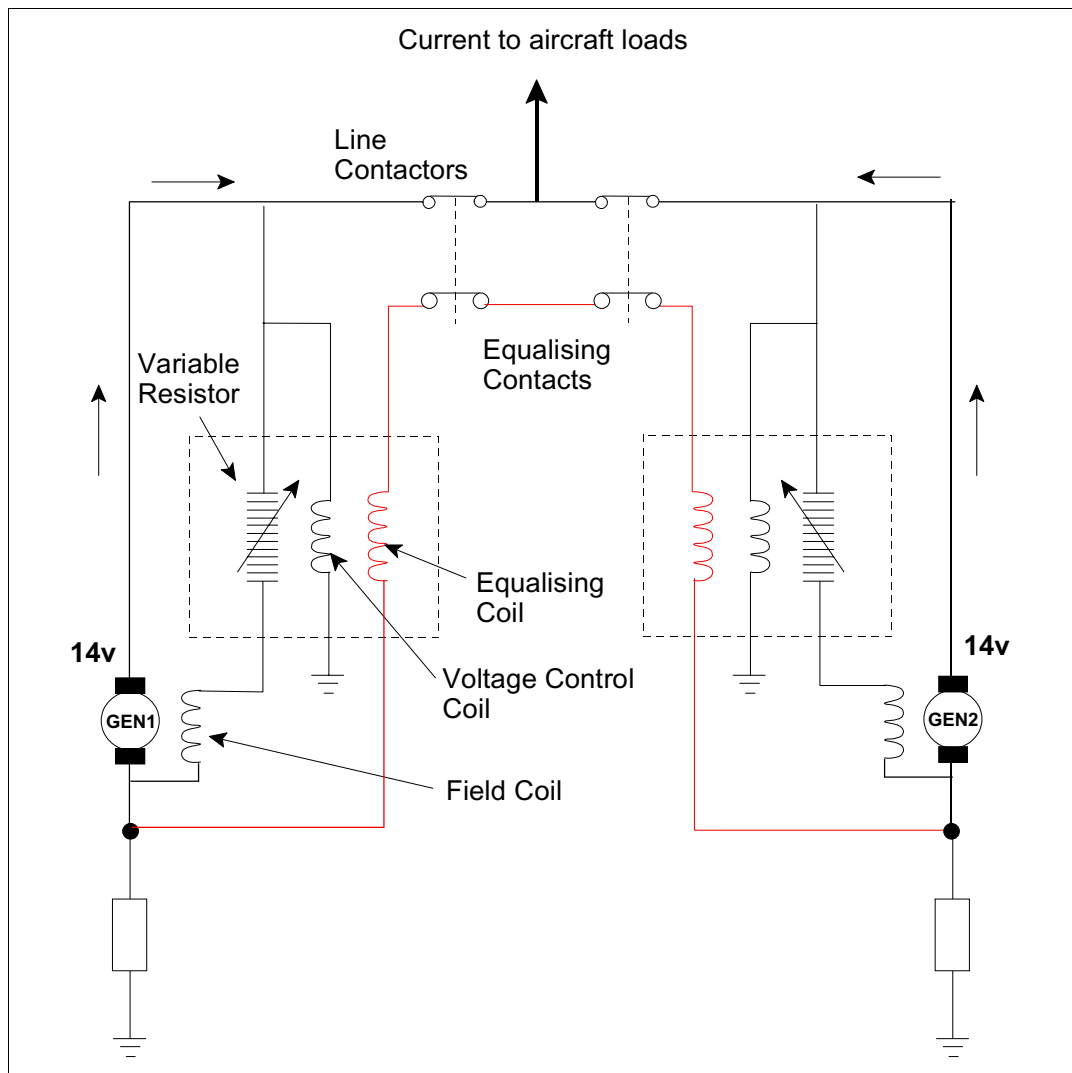 Current to aircraft loads
Line
Contactors
Equalising
Contacts
Variable
Resistor
Equalising
Coil
14v
Voltage Control
Coil
14v
GEN1
GEN2
Field Coil